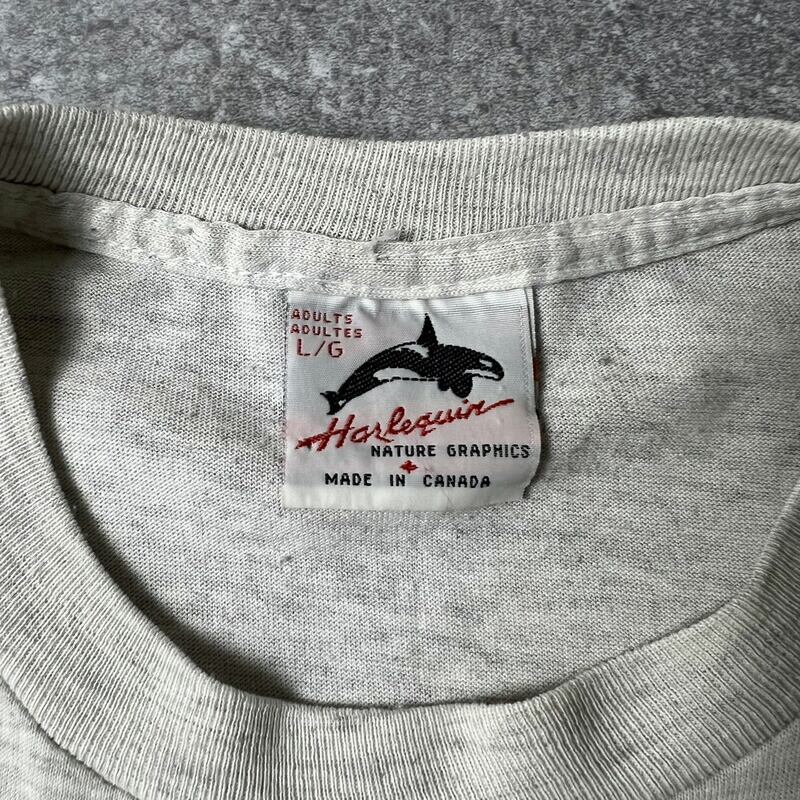 ADULTS
ADULTES
L/G
Harlequin
NATURE GRAPHICS
MADE IN CANADA